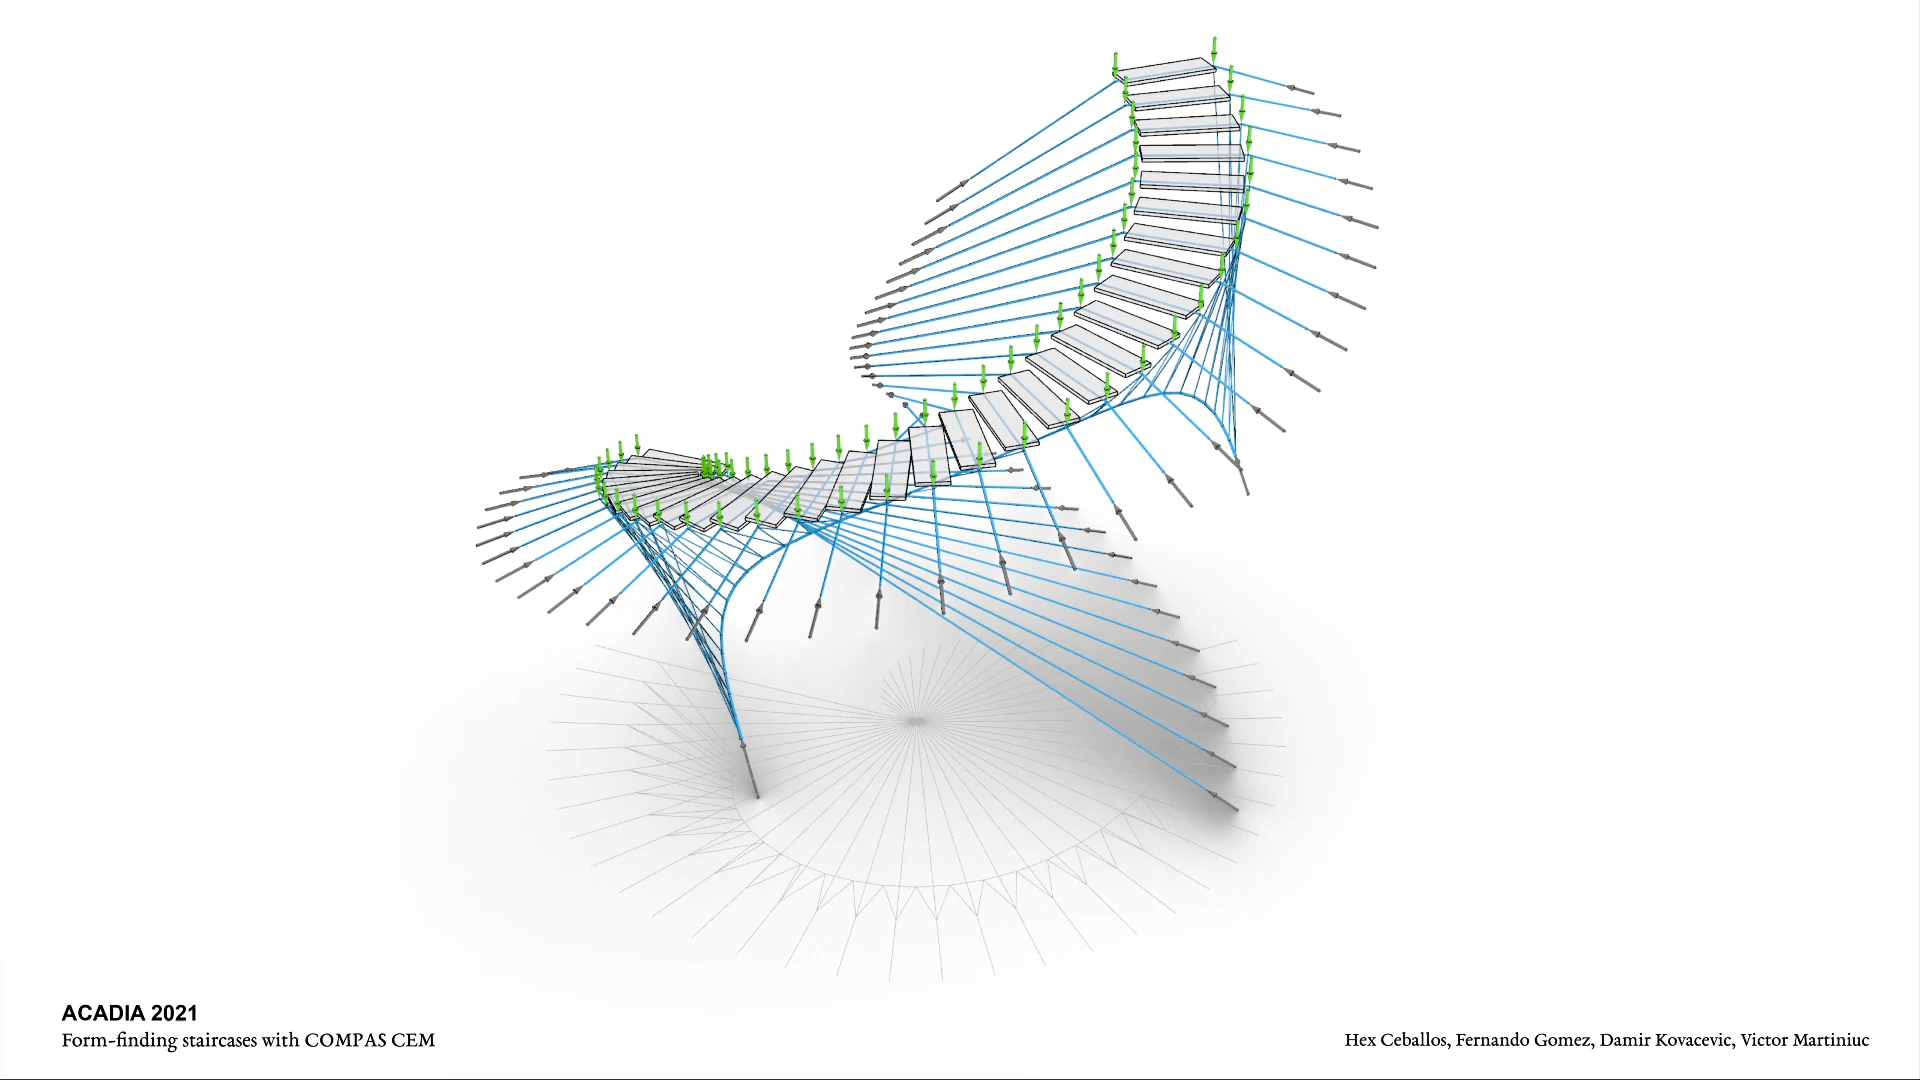 ACADIA 2021
Form-finding staircases with COMPAS CEM
Hex Ceballos, Fernando Gomez, Damir Kovacevic, Victor Martiniuc